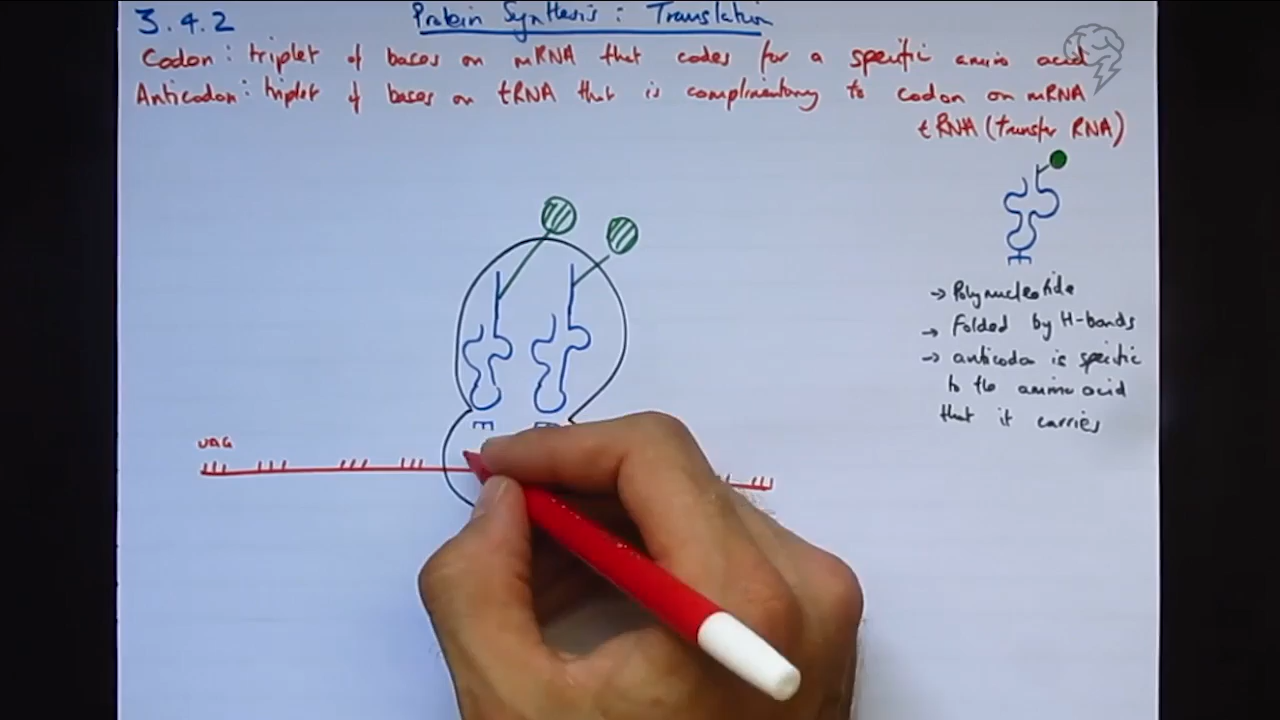 3.4.2 Protein Synthesis : Translation
Codon : triplet of bases on mRNA that codes for a specific amino acid
Anticodon : triplet of bases on tRNA that is complimentary to codon on mRNA
tRNA (transfer RNA)
→ Polynucleotide
→ Folded by H-bonds
→ anticodon is specific
to the amino acid
that it carries
UAG